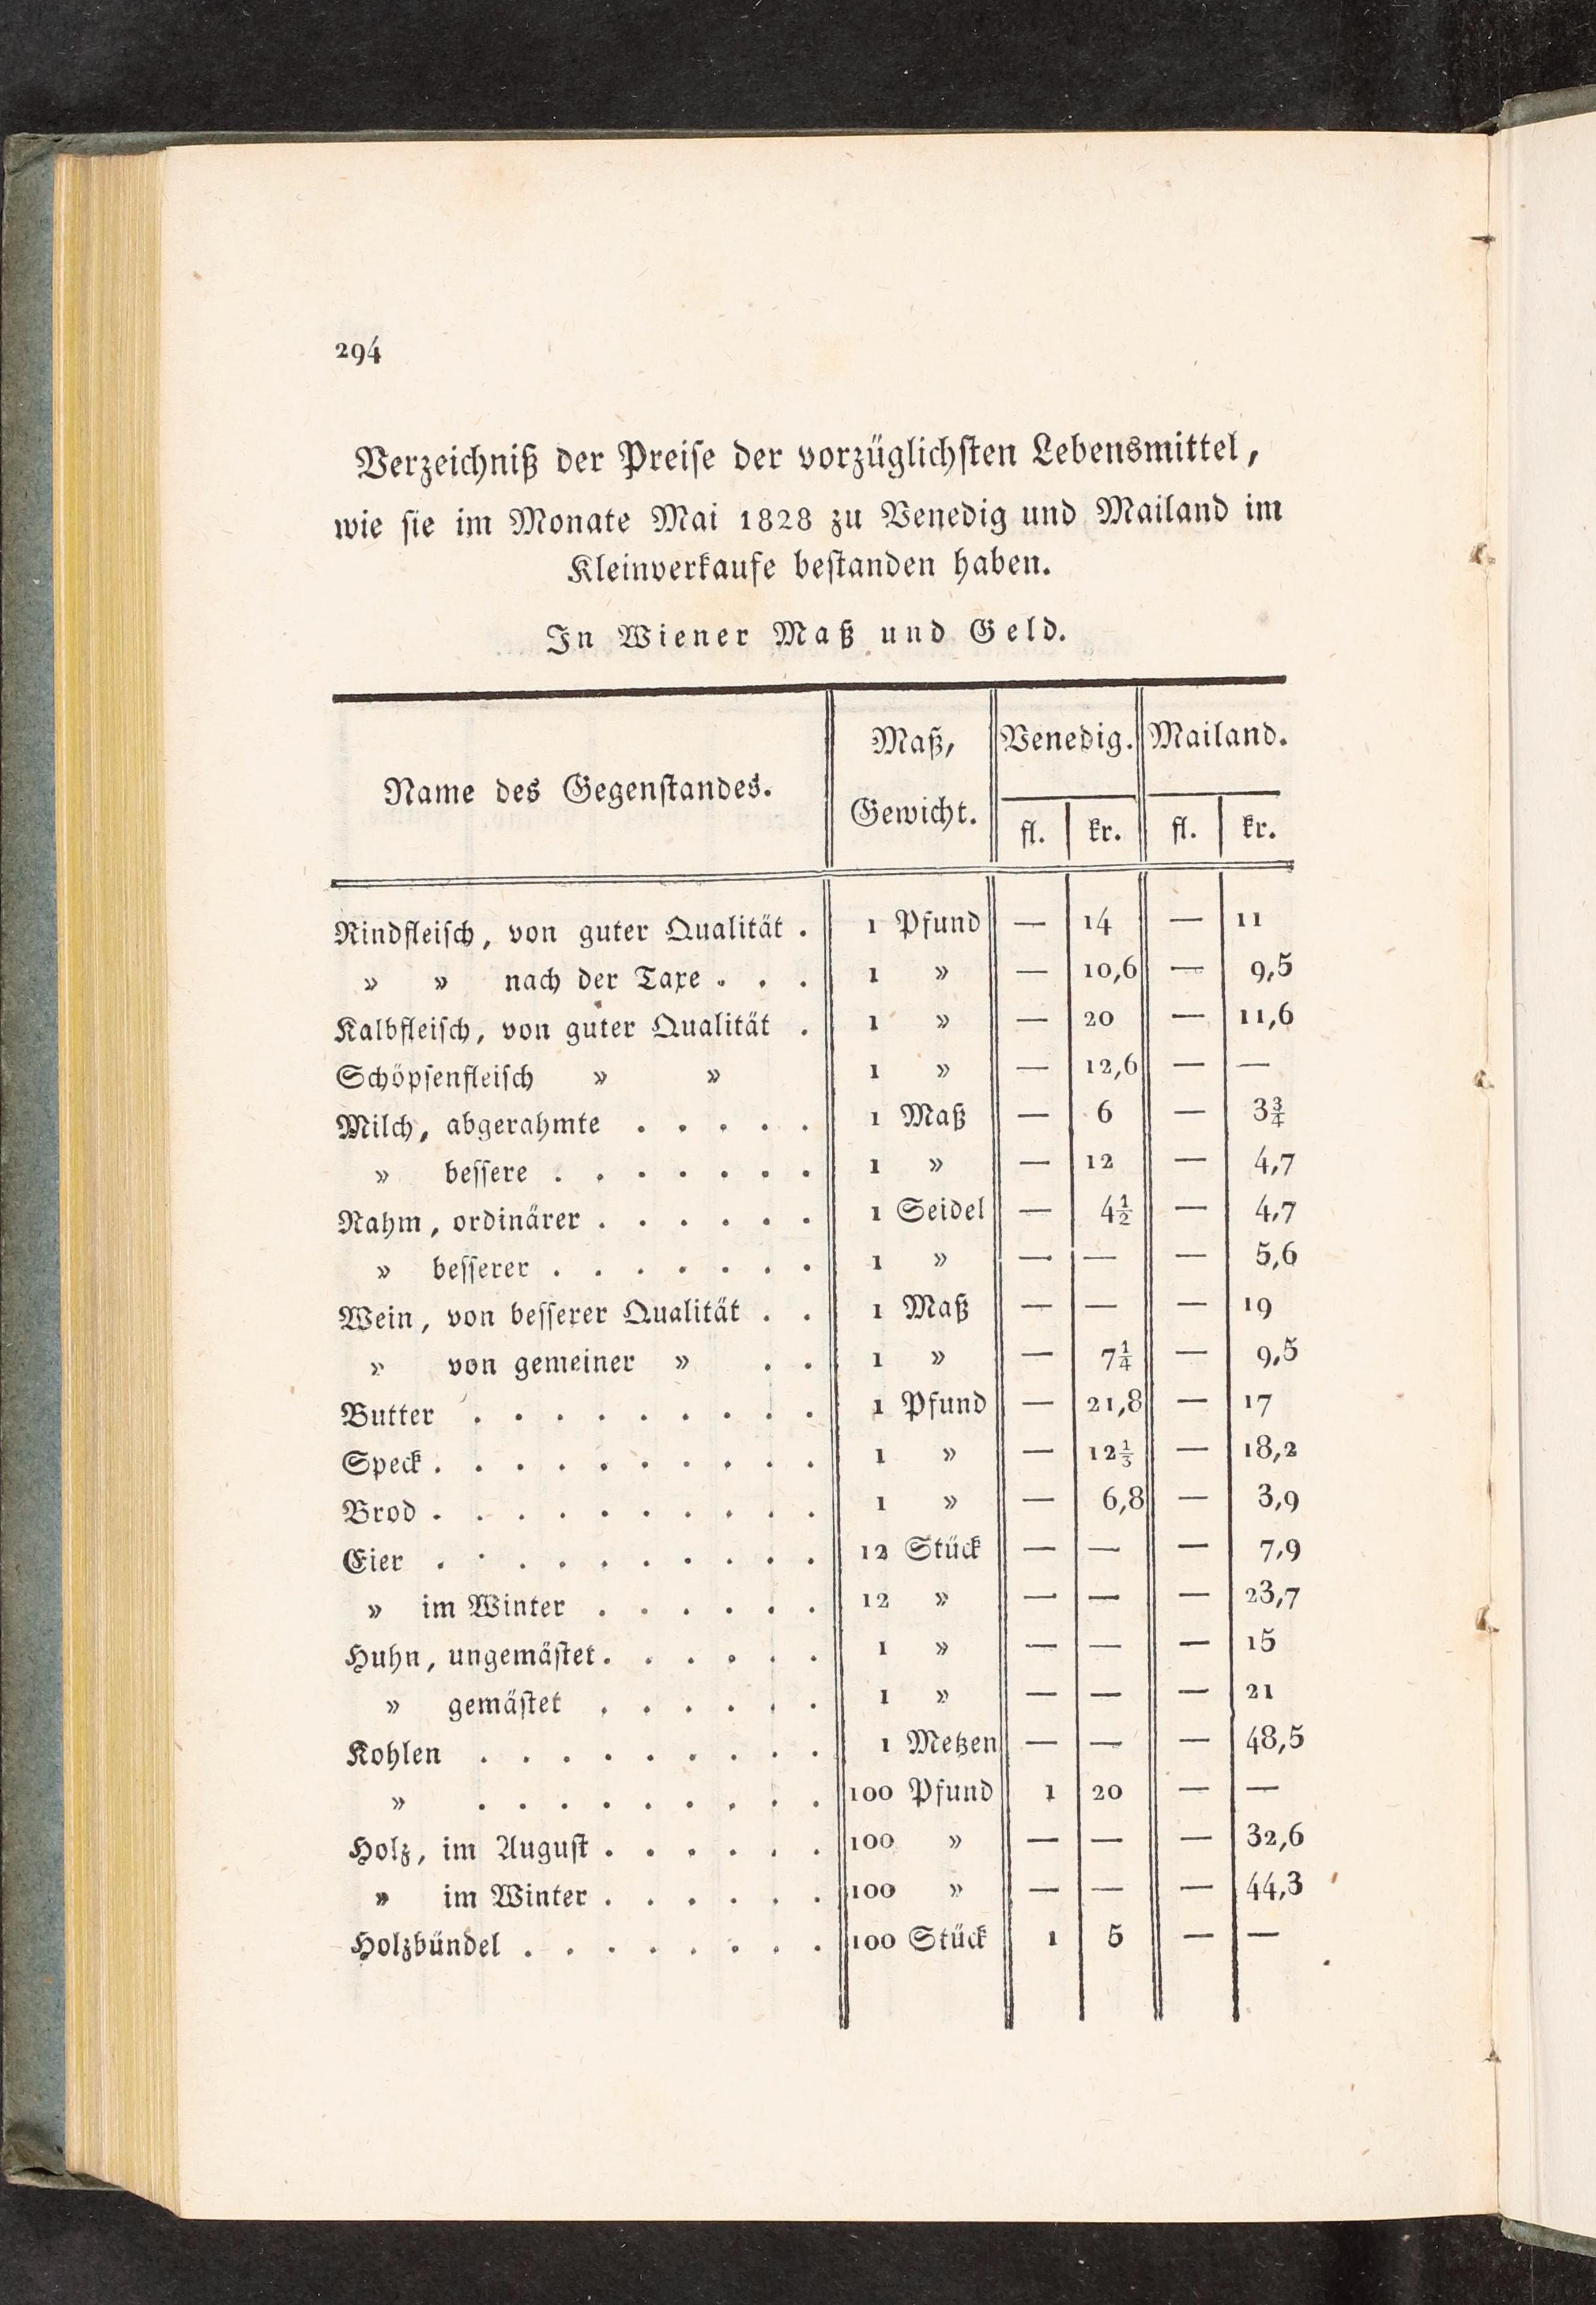 294
Verzeichniß der Preise der vorzüglichsten Lebensmittel,
wie sie im Monate Mai 1828 zu Venedig und Mailand im
Kleinverkaufe bestanden haben.
In Wiener Maß und Geld.
Name des Gegenstandes. Maß, Gewicht. Venedig. Mailand.
fl. kr. fl. kr.
Rindfleisch, von guter Qualität . 1 Pfund — 14 — 11
» » nach der Taxe . . . 1 » — 10,6 — 9,5
Kalbfleisch, von guter Qualität . 1 » — 20 — 11,6
Schöpsenfleisch » » 1 » — 12,6 — —
Milch, abgerahmte . . . . . 1 Maß — 6 — 3¾
» bessere . . . . . . . 1 » — 12 — 4,7
Rahm, ordinärer . . . . . . 1 Seidel — 4½ — 4,7
» besserer . . . . . . . 1 » — — — 5,6
Wein, von besserer Qualität . . 1 Maß — — — 19
» von gemeiner » . . 1 » — 7¼ — 9,5
Butter . . . . . . . . . 1 Pfund — 21,8 — 17
Speck . . . . . . . . . . 1 » — 12⅓ — 18,2
Brod . . . . . . . . . . 1 » — 6,8 — 3,9
Eier . . . . . . . . . . 12 Stück — — — 7,9
» im Winter . . . . . . 12 » — — — 23,7
Huhn, ungemästet . . . . . . 1 » — — — 15
» gemästet . . . . . . 1 » — — — 21
Kohlen . . . . . . . . . 1 Metzen — — — 48,5
» . . . . . . . . . 100 Pfund 1 20 — —
Holz, im August . . . . . . 100 » — — — 32,6
» im Winter . . . . . . 100 » — — — 44,3
Holzbündel . . . . . . . . 100 Stück 1 5 — —